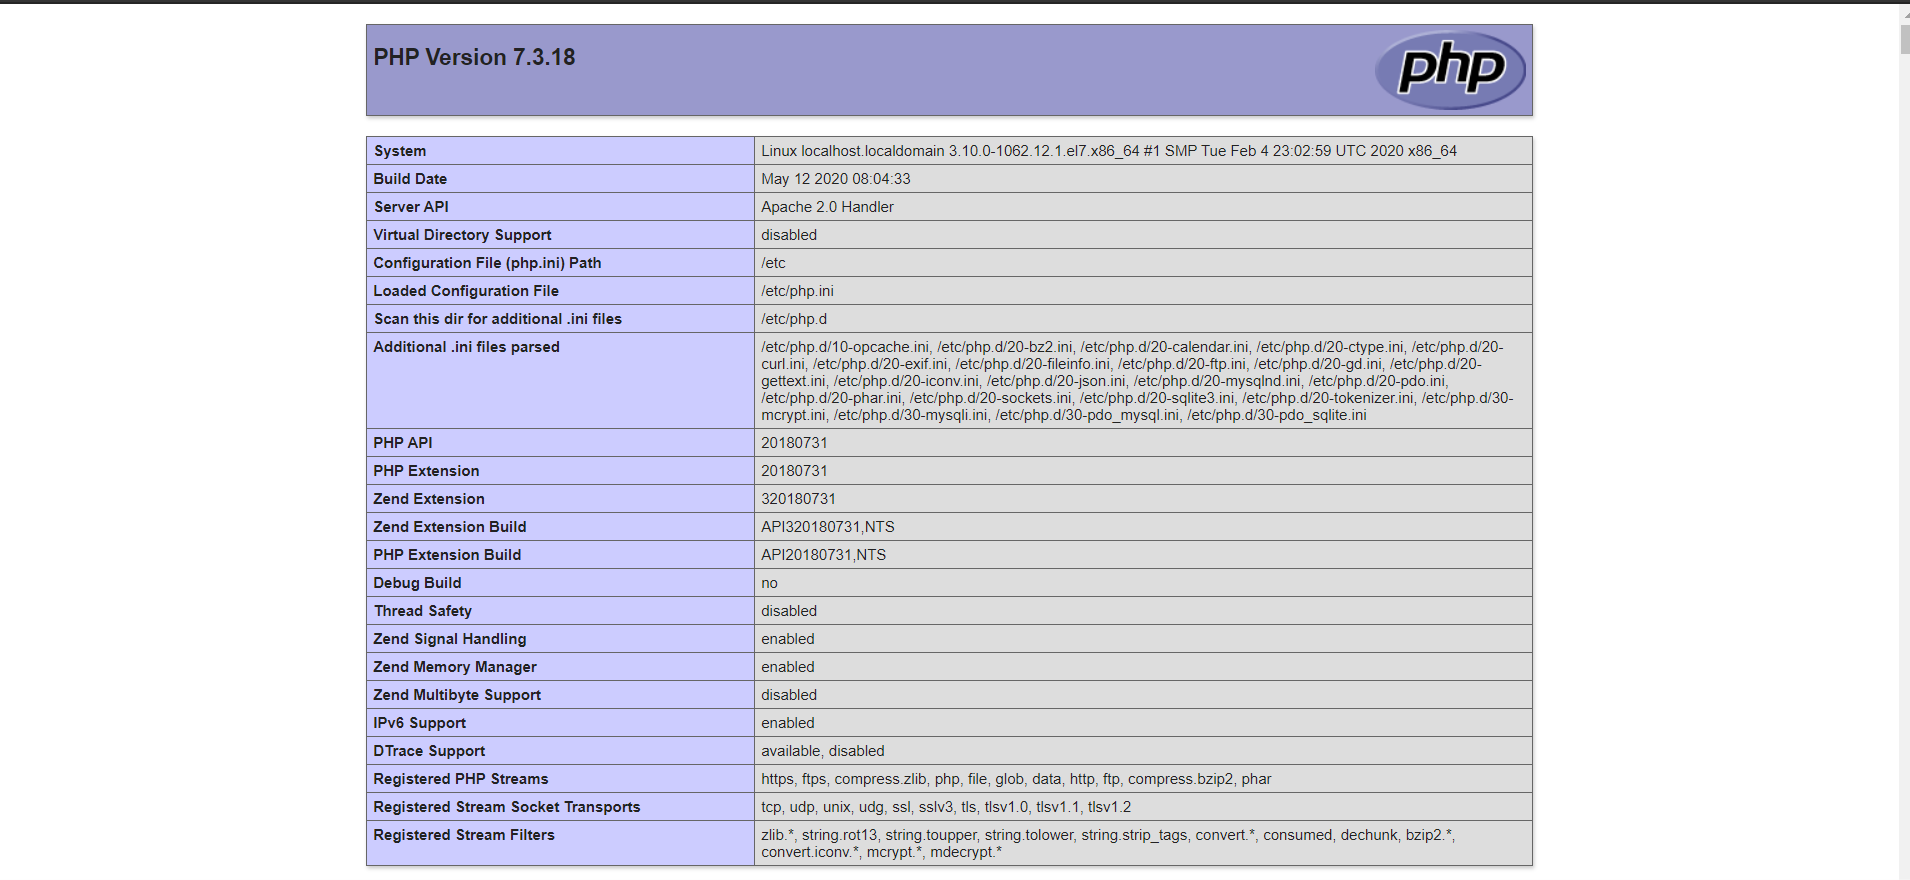 PHP Version 7.3.18
php
System Linux localhost.localdomain 3.10.0-1062.12.1.el7.x86_64 #1 SMP Tue Feb 4 23:02:59 UTC 2020 x86_64
Build Date May 12 2020 08:04:33
Server API Apache 2.0 Handler
Virtual Directory Support disabled
Configuration File (php.ini) Path /etc
Loaded Configuration File /etc/php.ini
Scan this dir for additional .ini files /etc/php.d
Additional .ini files parsed /etc/php.d/10-opcache.ini, /etc/php.d/20-bz2.ini, /etc/php.d/20-calendar.ini, /etc/php.d/20-ctype.ini, /etc/php.d/20-
curl.ini, /etc/php.d/20-exif.ini, /etc/php.d/20-fileinfo.ini, /etc/php.d/20-ftp.ini, /etc/php.d/20-gd.ini, /etc/php.d/20-
gettext.ini, /etc/php.d/20-iconv.ini, /etc/php.d/20-json.ini, /etc/php.d/20-mysqlnd.ini, /etc/php.d/20-pdo.ini,
/etc/php.d/20-phar.ini, /etc/php.d/20-sockets.ini, /etc/php.d/20-sqlite3.ini, /etc/php.d/20-tokenizer.ini, /etc/php.d/30-
mcrypt.ini, /etc/php.d/30-mysqli.ini, /etc/php.d/30-pdo_mysql.ini, /etc/php.d/30-pdo_sqlite.ini
PHP API 20180731
PHP Extension 20180731
Zend Extension 320180731
Zend Extension Build API320180731,NTS
PHP Extension Build API20180731,NTS
Debug Build no
Thread Safety disabled
Zend Signal Handling enabled
Zend Memory Manager enabled
Zend Multibyte Support disabled
IPv6 Support enabled
DTrace Support available, disabled
Registered PHP Streams https, ftps, compress.zlib, php, file, glob, data, http, ftp, compress.bzip2, phar
Registered Stream Socket Transports tcp, udp, unix, udg, ssl, sslv3, tls, tlsv1.0, tlsv1.1, tlsv1.2
Registered Stream Filters zlib.*, string.rot13, string.toupper, string.tolower, string.strip_tags, convert.*, consumed, dechunk, bzip2.*,
convert.iconv.*, mcrypt.*, mdecrypt.*